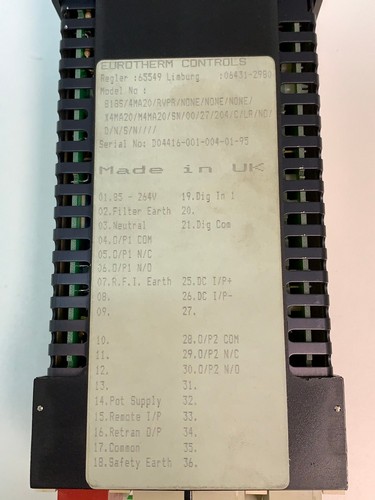 EUROTHERM CONTROLS
Regler :65549 Limburg :06431-2980
Model No :
818S/4MA20/RVPR/NONE/NONE/NONE/
X4MA20/M4MA20/SN/00/27/204/C/LR/NO/
0/N/S/N////
Serial No: D04416-001-004-01-95
Made in UK
01.85 - 264V 19.Dig In 1
02.Filter Earth 20.
03.Neutral 21.Dig Com
04.O/P1 COM
05.O/P1 N/C
06.O/P1 N/O
07.R.F.I. Earth 25.DC I/P+
08. 26.DC I/P-
09. 27.
10. 28.O/P2 COM
11. 29.O/P2 N/C
12. 30.O/P2 N/O
13. 31.
14.Pot Supply 32.
15.Remote I/P 33.
16.Retran O/P 34.
17.Common 35.
18.Safety Earth 36.